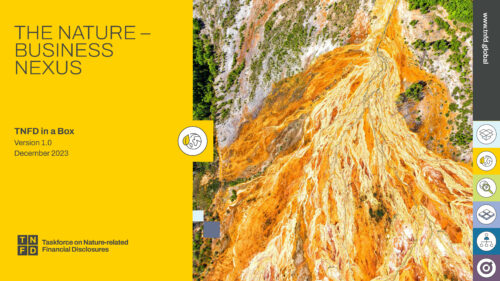 THE NATURE –
BUSINESS
NEXUS
TNFD in a Box
Version 1.0
December 2023
T N
F D
Taskforce on Nature-related
Financial Disclosures
www.tnfd.global